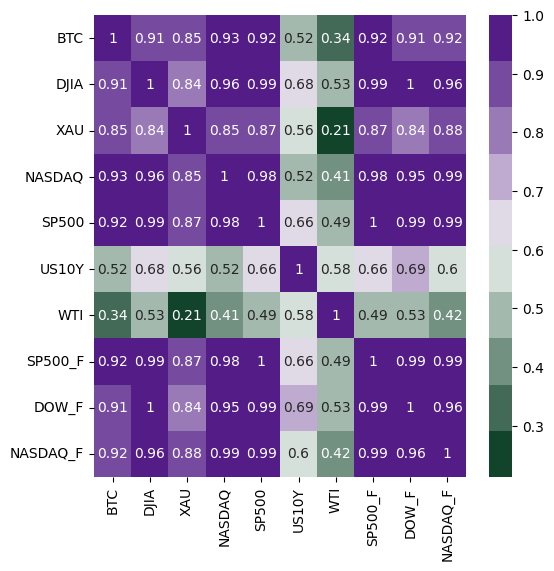 BTC 1 0.91 0.85 0.93 0.92 0.52 0.34 0.92 0.91 0.92
DJIA 0.91 1 0.84 0.96 0.99 0.68 0.53 0.99 1 0.96
XAU 0.85 0.84 1 0.85 0.87 0.56 0.21 0.87 0.84 0.88
NASDAQ 0.93 0.96 0.85 1 0.98 0.52 0.41 0.98 0.95 0.99
SP500 0.92 0.99 0.87 0.98 1 0.66 0.49 1 0.99 0.99
US10Y 0.52 0.68 0.56 0.52 0.66 1 0.58 0.66 0.69 0.6
WTI 0.34 0.53 0.21 0.41 0.49 0.58 1 0.49 0.53 0.42
SP500_F 0.92 0.99 0.87 0.98 1 0.66 0.49 1 0.99 0.99
DOW_F 0.91 1 0.84 0.95 0.99 0.69 0.53 0.99 1 0.96
NASDAQ_F 0.92 0.96 0.88 0.99 0.99 0.6 0.42 0.99 0.96 1
BTC DJIA XAU NASDAQ SP500 US10Y WTI SP500_F DOW_F NASDAQ_F
1.0
0.9
0.8
0.7
0.6
0.5
0.4
0.3